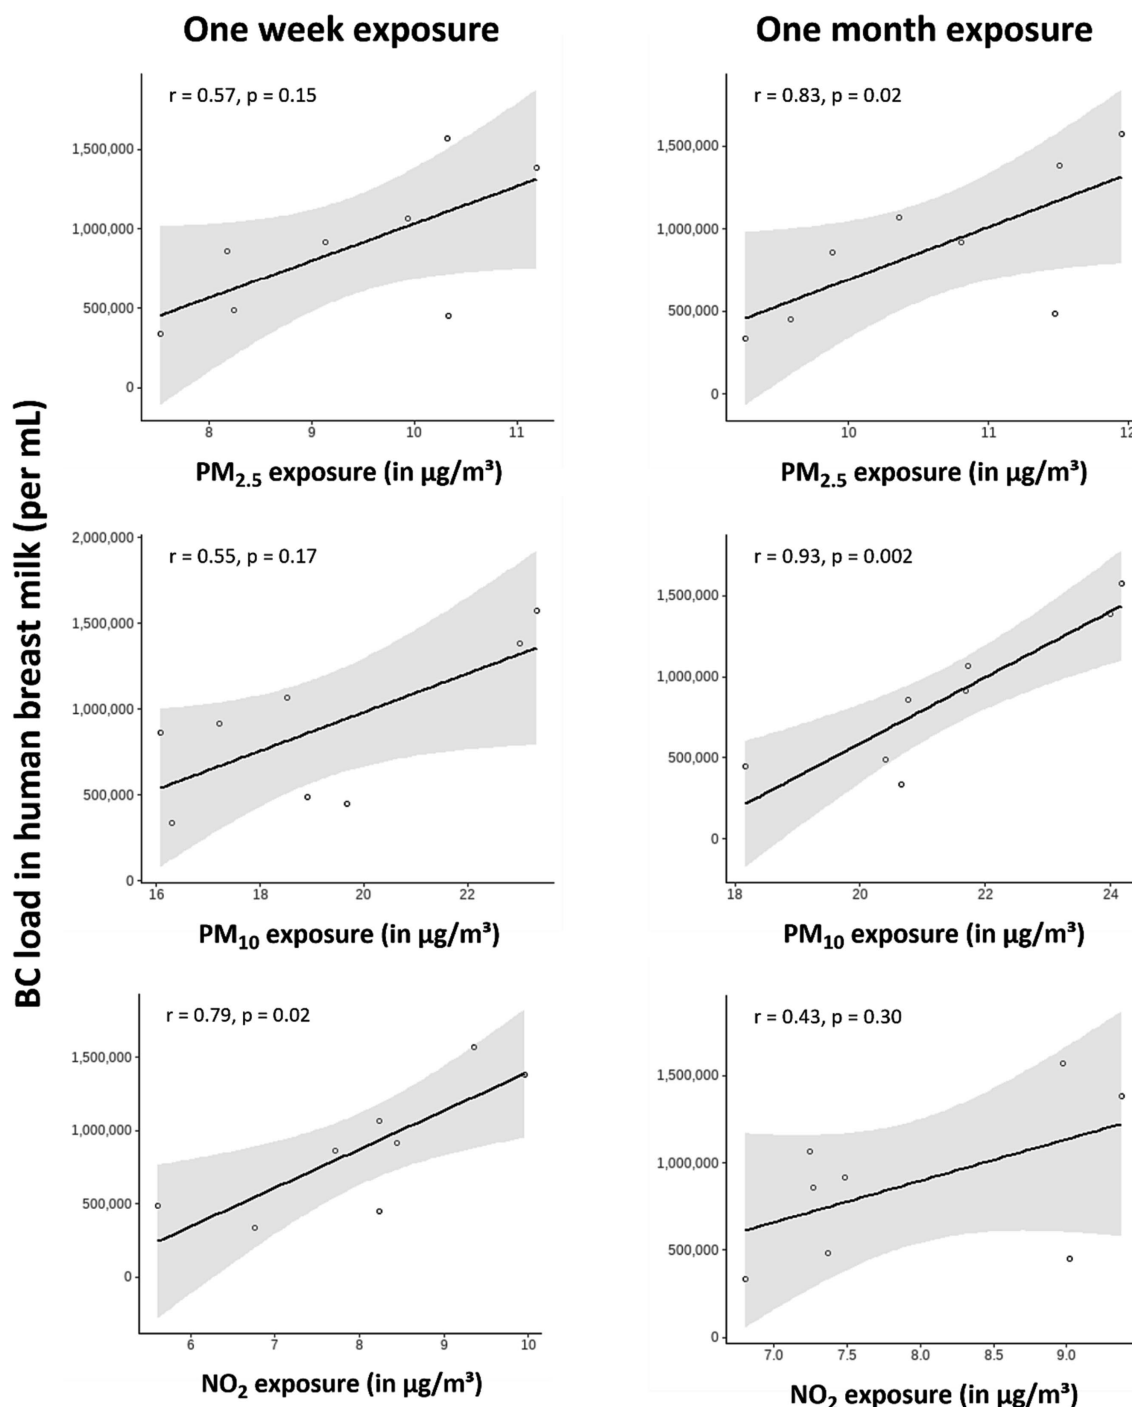 One week exposure
One month exposure
BC load in human breast milk (per mL)
r = 0.57, p = 0.15
1,500,000
1,000,000
500,000
0
8 9 10 11
PM₂.₅ exposure (in µg/m³)
r = 0.83, p = 0.02
1,500,000
1,000,000
500,000
0
10 11 12
PM₂.₅ exposure (in µg/m³)
2,000,000
r = 0.55, p = 0.17
1,500,000
1,000,000
500,000
0
16 18 20 22
PM₁₀ exposure (in µg/m³)
r = 0.93, p = 0.002
1,500,000
1,000,000
500,000
0
18 20 22 24
PM₁₀ exposure (in µg/m³)
r = 0.79, p = 0.02
1,500,000
1,000,000
500,000
0
6 7 8 9 10
NO₂ exposure (in µg/m³)
r = 0.43, p = 0.30
1,500,000
1,000,000
500,000
0
7.0 7.5 8.0 8.5 9.0
NO₂ exposure (in µg/m³)